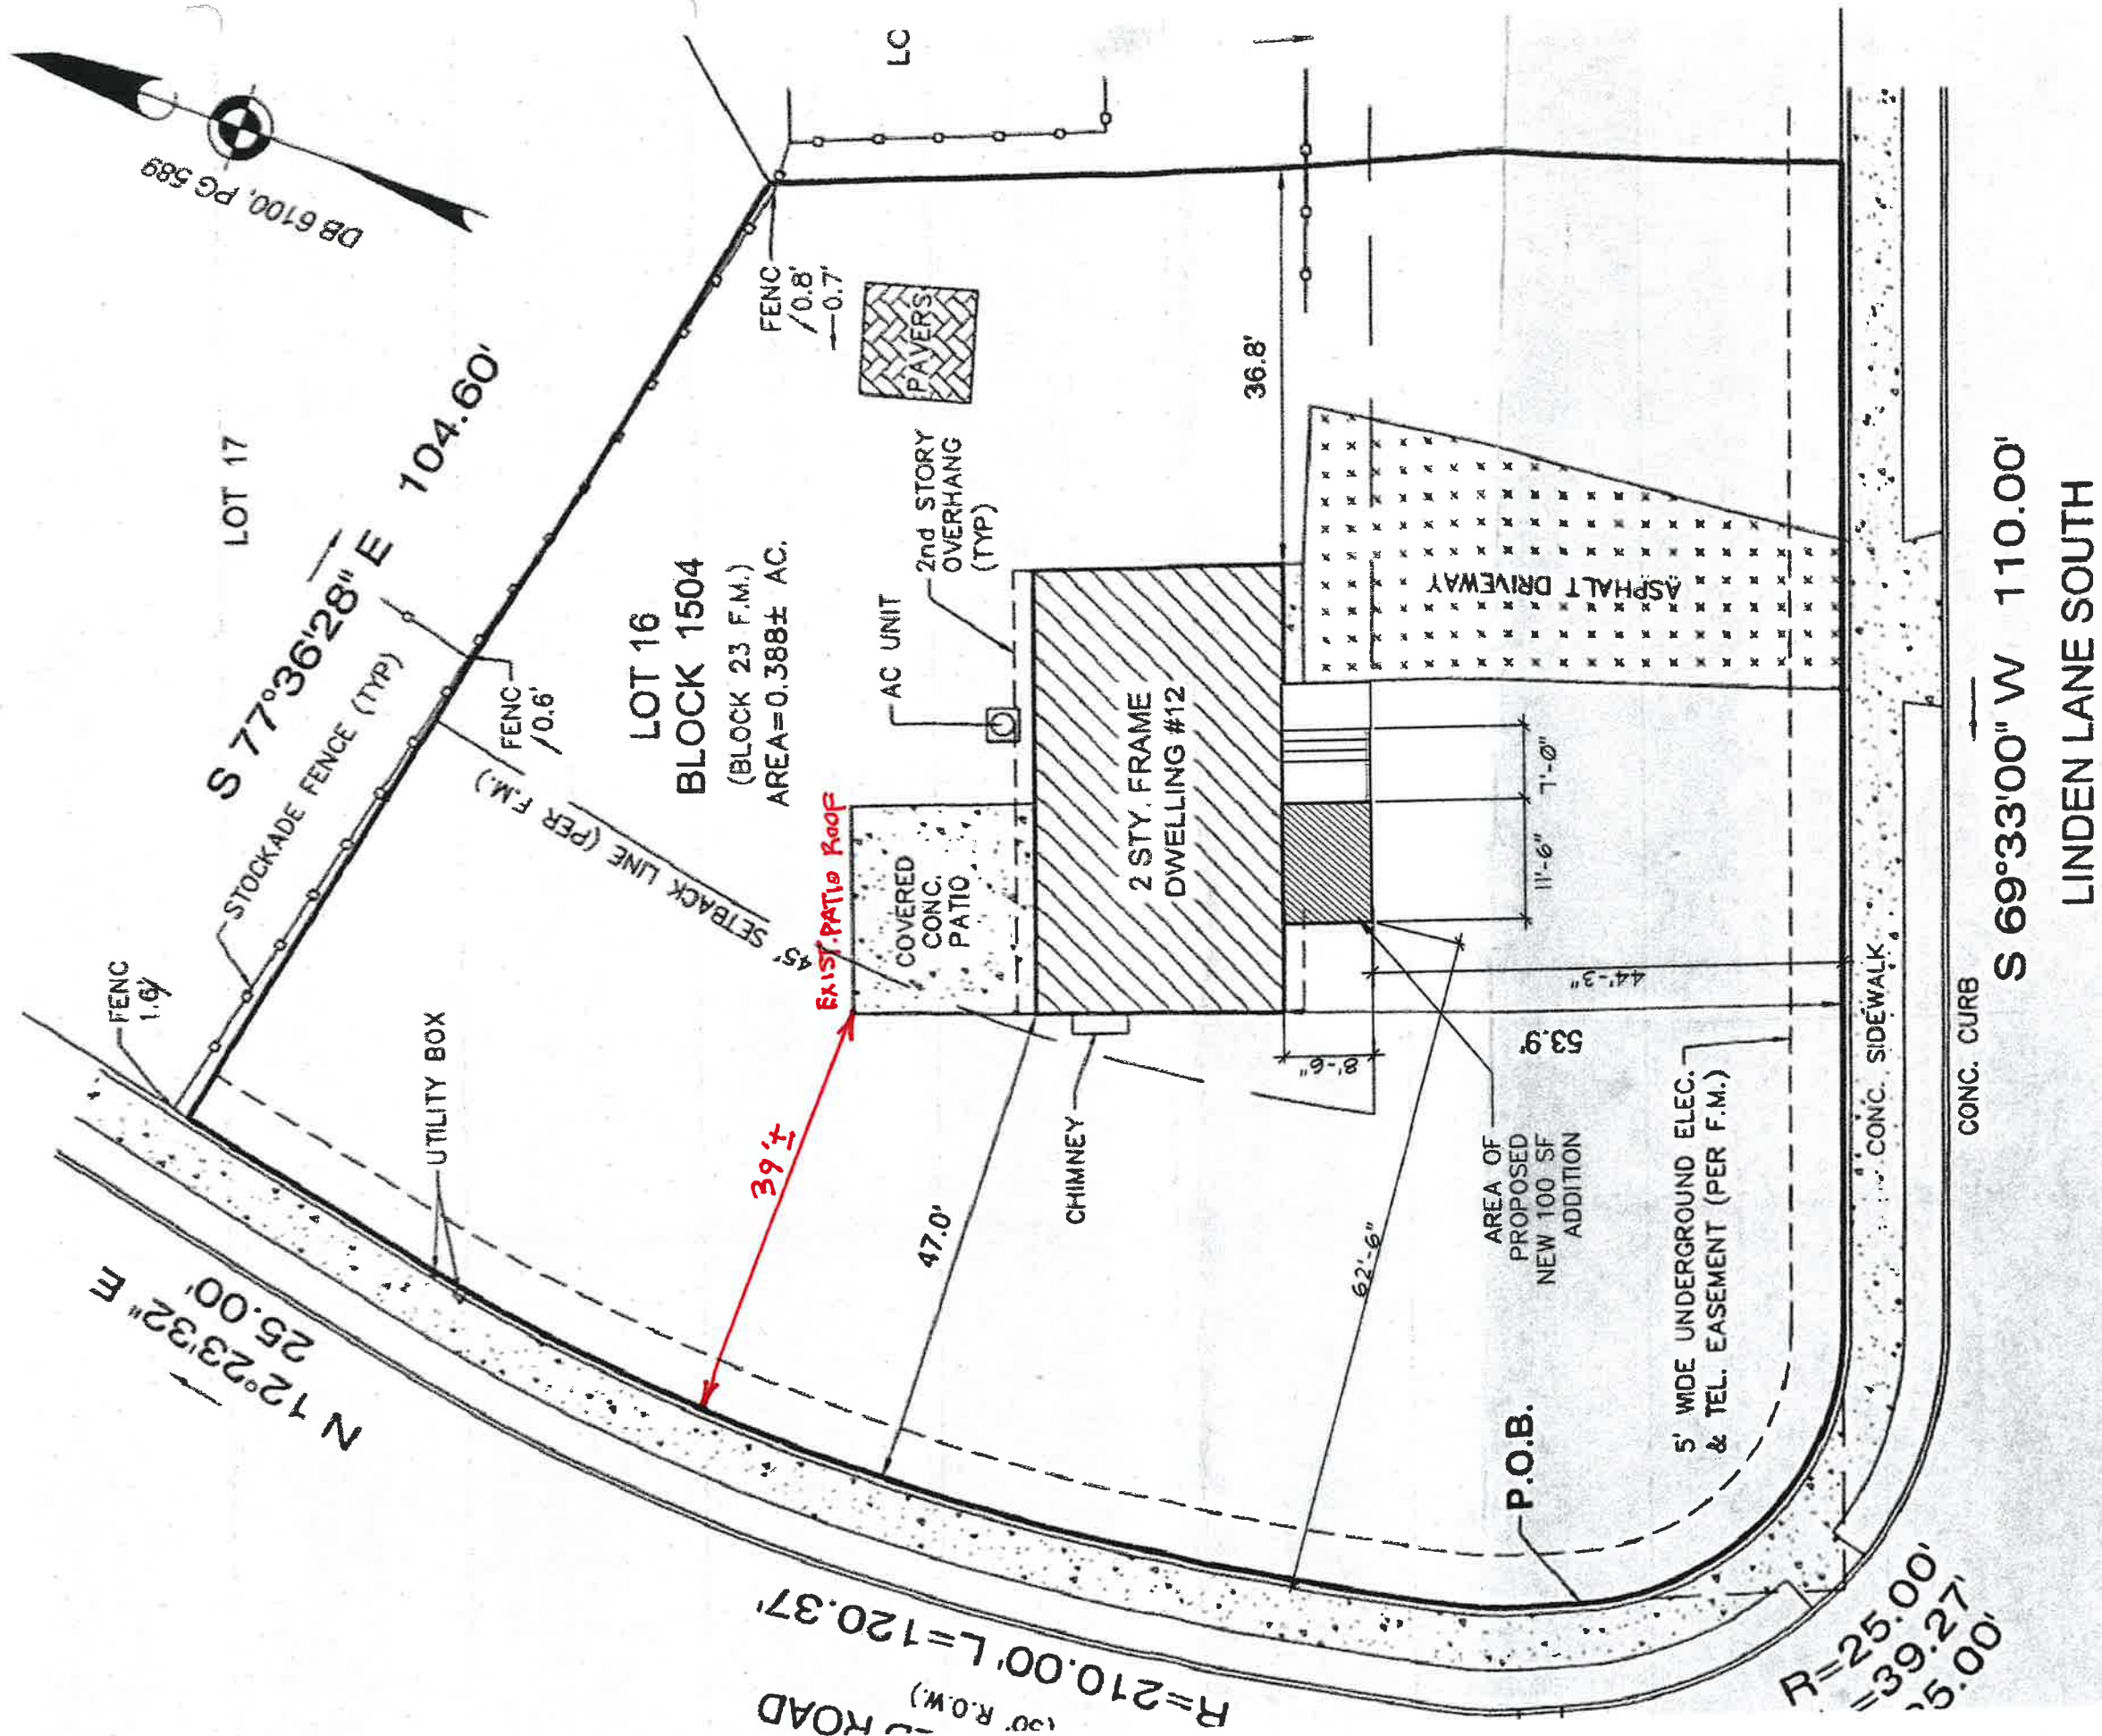 DB 6100, PG 589
LC
LOT 17
S 77°36'28" E 104.60'
STOCKADE FENCE (TYP)
FENC
1.6'
FENC
0.6'
FENC
0.8'
0.7'
PAVERS
UTILITY BOX
45' SETBACK LINE (PER F.M.)
LOT 16
BLOCK 1504
(BLOCK 23 F.M.)
AREA=0.388± AC.
AC UNIT
2nd STORY
OVERHANG
(TYP)
EXIST. PATIO ROOF
COVERED
CONC.
PATIO
2 STY. FRAME
DWELLING #12
36.8'
ASPHALT DRIVEWAY
N 12°23'32" E
25.00'
39'±
47.0'
CHIMNEY
62'-6"
8'-6"
53.9'
44'-3"
11'-6"
7'-0"
AREA OF
PROPOSED
NEW 100 SF
ADDITION
P.O.B.
5' WIDE UNDERGROUND ELEC.
& TEL. EASEMENT (PER F.M.)
CONC. SIDEWALK
CONC. CURB
S 69°33'00" W 110.00'
LINDEN LANE SOUTH
R=210.00' L=120.37'
R.O.W.)
ROAD
R=25.00'
=39.27'
5.00'